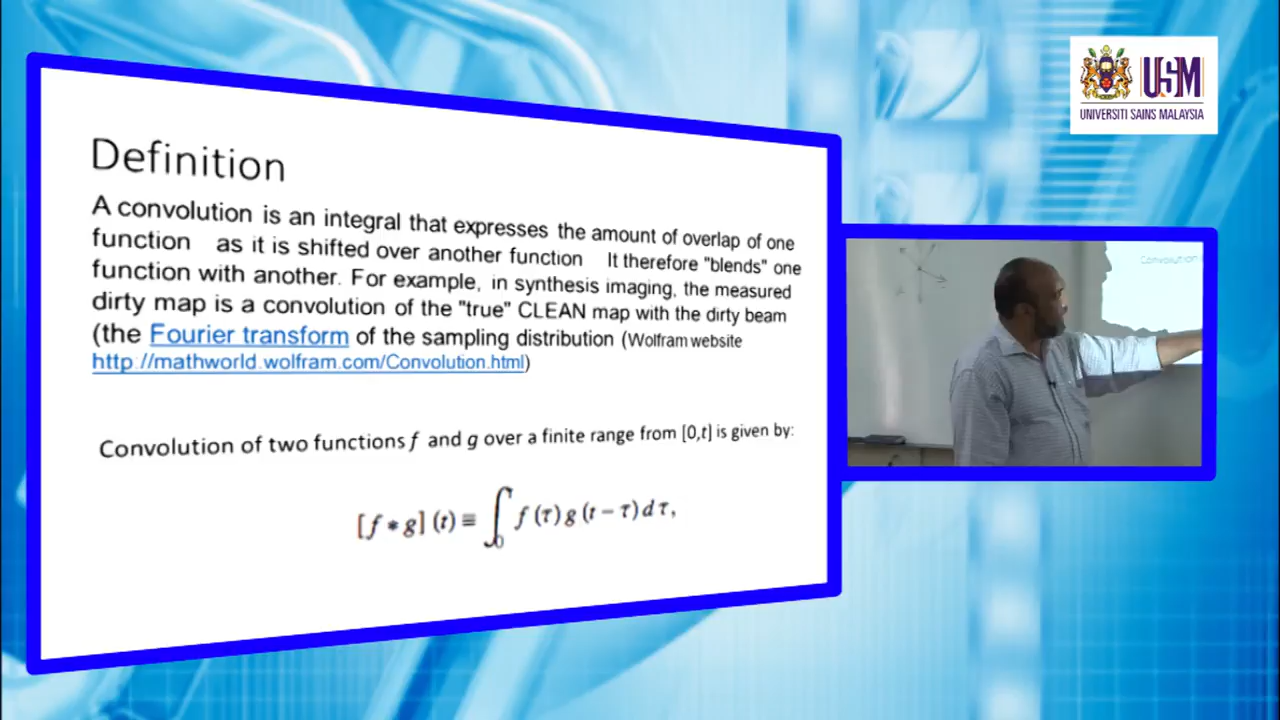 USM
UNIVERSITI SAINS MALAYSIA
Definition
A convolution is an integral that expresses the amount of overlap of one
function as it is shifted over another function It therefore "blends" one
function with another. For example, in synthesis imaging, the measured
dirty map is a convolution of the "true" CLEAN map with the dirty beam
(the Fourier transform of the sampling distribution (Wolfram website
http://mathworld.wolfram.com/Convolution.html)
Convolution of two functions f and g over a finite range from [0,t] is given by:
[f * g] (t) ≡ ∫₀ f (τ) g (t − τ) d τ,
Convolution